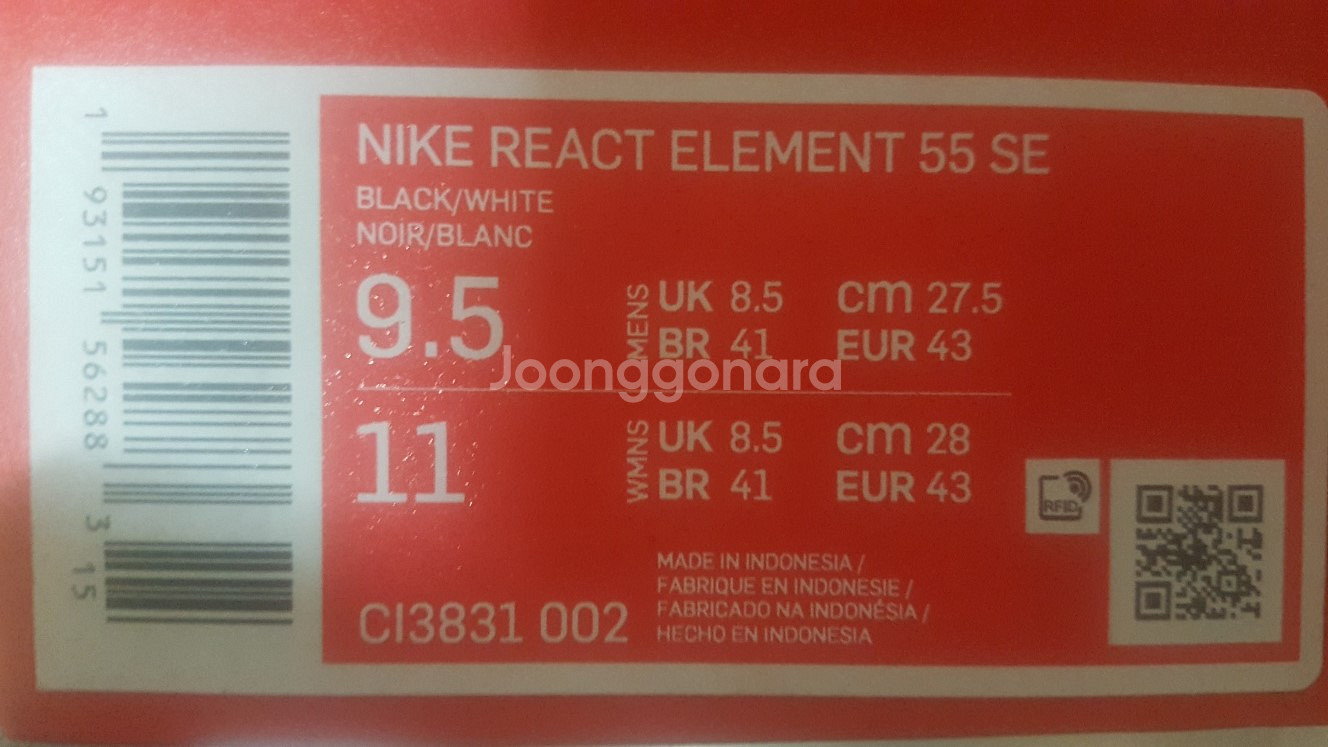 NIKE REACT ELEMENT 55 SE
BLACK/WHITE
NOIR/BLANC
9.5
MENS
UK 8.5 cm 27.5
BR 41 EUR 43
Joonggonara
11
WMNS
UK 8.5 cm 28
BR 41 EUR 43
RFID
CI3831 002
MADE IN INDONESIA /
FABRIQUE EN INDONESIE /
FABRICADO NA INDONÉSIA /
HECHO EN INDONESIA
1 93151 56288 3 15